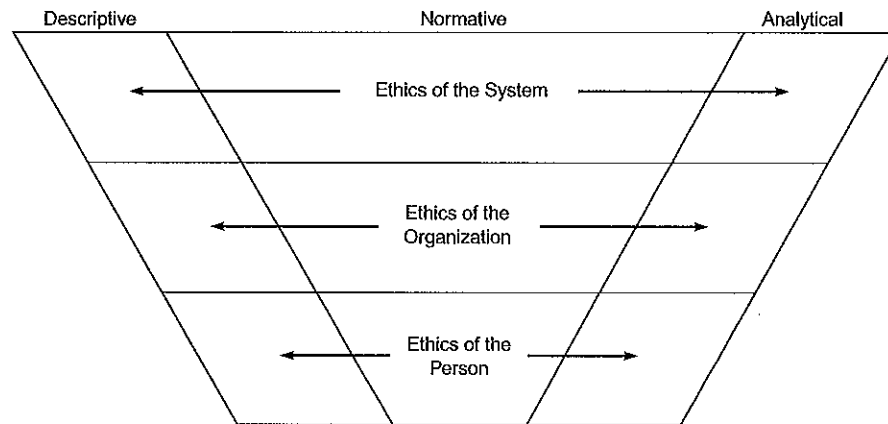 Descriptive Normative Analytical
Ethics of the System
Ethics of the
Organization
Ethics of the
Person